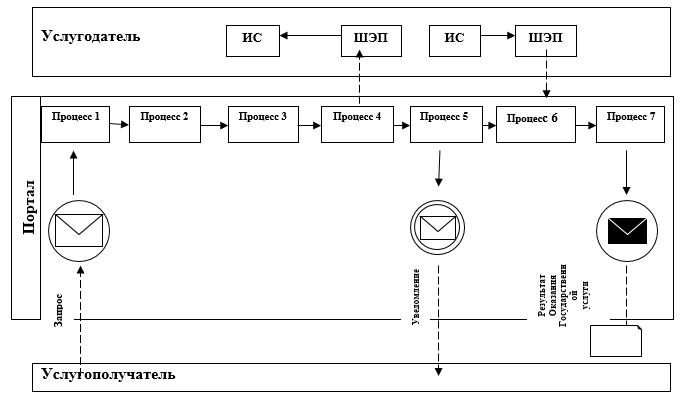 Услугодатель
ИС
ШЭП
ИС
ШЭП
Портал
Процесс 1
Процесс 2
Процесс 3
Процесс 4
Процесс 5
Процесс 6
Процесс 7
Запрос
Уведомление
Результат
Оказания
Государственн
ой
услуги
Услугополучатель